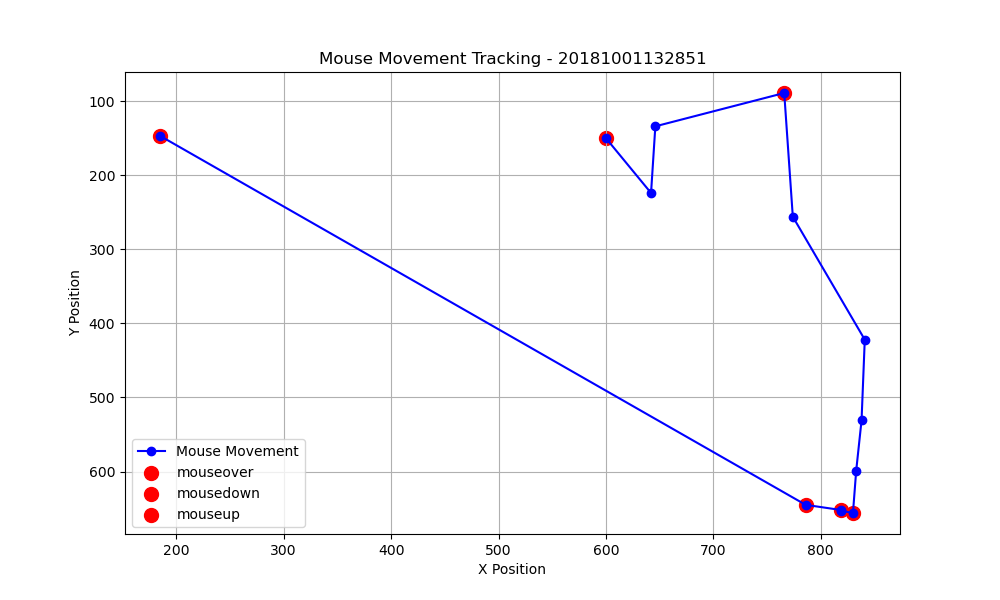 Mouse Movement Tracking - 20181001132851
100
200
300
400
500
600
Y Position
Mouse Movement
mouseover
mousedown
mouseup
200 300 400 500 600 700 800
X Position